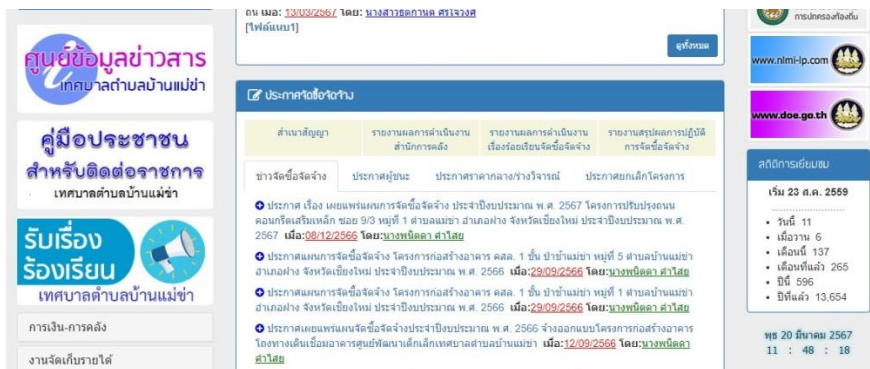 ศูนย์ข้อมูลข่าวสาร
เทศบาลตำบลบ้านแม่ข่า
คู่มือประชาชน
สำหรับติดต่อราชการ
เทศบาลตำบลบ้านแม่ข่า
รับเรื่อง
ร้องเรียน
เทศบาลตำบลบ้านแม่ข่า
การเงิน-การคลัง
งานจัดเก็บรายได้
เมื่อ: 13/03/2567 โดย:
[ไฟล์แนบ1]
ดูทั้งหมด
ประกาศจัดซื้อจัดจ้าง
สำเนาสัญญา
รายงานผลการดำเนินงาน
สำนักการคลัง
รายงานผลการดำเนินงาน
เรื่องร้องเรียนจัดซื้อจัดจ้าง
รายงานสรุปผลการปฏิบัติ
การจัดซื้อจัดจ้าง
ข่าวจัดซื้อจัดจ้าง ประกาศผู้ชนะ ประกาศราคากลาง/ร่างวิจารณ์ ประกาศยกเลิกโครงการ
ประกาศ เรื่อง เผยแพร่แผนการจัดซื้อจัดจ้าง ประจำปีงบประมาณ พ.ศ. 2567 โครงการปรับปรุงถนน
คอนกรีตเสริมเหล็ก ซอย 9/3 หมู่ที่ 1 ตำบลแม่ข่า อำเภอฝาง จังหวัดเชียงใหม่ ประจำปีงบประมาณ พ.ศ.
2567 เมื่อ:08/12/2566 โดย:นางพนิดดา คำไสย
ประกาศแผนการจัดซื้อจัดจ้าง โครงการก่อสร้างอาคาร คสล. 1 ชั้น ป่าช้าแม่ข่า หมู่ที่ 5 ตำบลแม่ข่า
อำเภอฝาง จังหวัดเชียงใหม่ ประจำปีงบประมาณ พ.ศ. 2566 เมื่อ:29/09/2566 โดย:นางพนิดดา คำไสย
ประกาศแผนการจัดซื้อจัดจ้าง โครงการก่อสร้างอาคาร คสล. 1 ชั้น ป่าช้าแม่ข่า หมู่ที่ 1 ตำบลแม่ข่า
อำเภอฝาง จังหวัดเชียงใหม่ ประจำปีงบประมาณ พ.ศ. 2566 เมื่อ:29/09/2566 โดย:นางพนิดดา คำไสย
ประกาศเผยแพร่แผนจัดซื้อจัดจ้างประจำปีงบประมาณ พ.ศ. 2566 จ้างออกแบบโครงการก่อสร้างอาคาร
โถงทางเดินเชื่อมอาคารศูนย์พัฒนาเด็กเล็กเทศบาลตำบลบ้านแม่ข่า เมื่อ:12/09/2566 โดย:นางพนิดดา
คำไสย
การปกครองท้องถิ่น
www.nlmi-lp.com
www.doe.go.th
สถิติการเยี่ยมชม
เริ่ม 23 ส.ค. 2559
วันนี้ 11
เมื่อวาน 6
เดือนนี้ 137
เดือนที่แล้ว 265
ปีนี้ 596
ปีที่แล้ว 13,654
พุธ 20 มีนาคม 2567
11 : 48 : 18